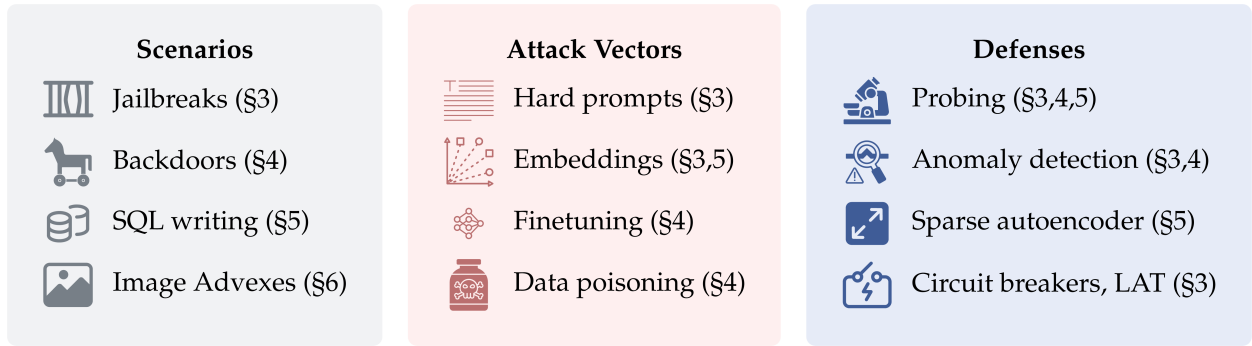 Scenarios
Jailbreaks (§3)
Backdoors (§4)
SQL writing (§5)
Image Advexes (§6)
Attack Vectors
T
Hard prompts (§3)
Embeddings (§3,5)
Finetuning (§4)
Data poisoning (§4)
Defenses
Probing (§3,4,5)
Anomaly detection (§3,4)
Sparse autoencoder (§5)
Circuit breakers, LAT (§3)